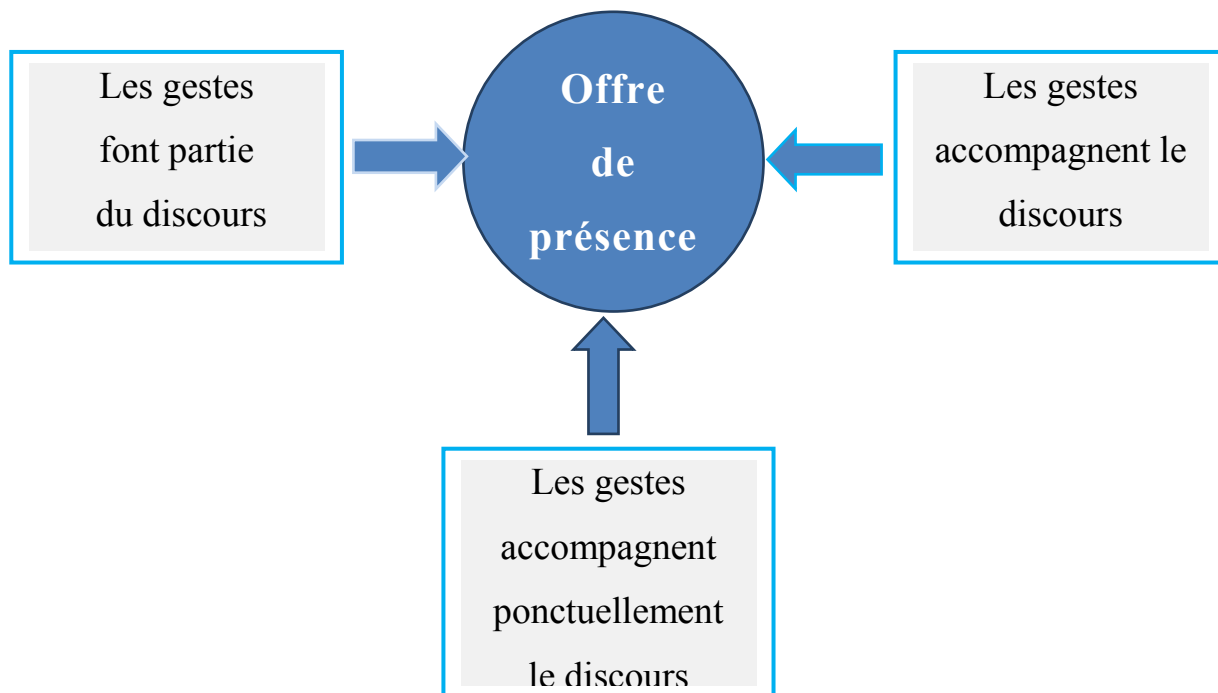 Les gestes
font partie
du discours
Offre
de
présence
Les gestes
accompagnent le
discours
Les gestes
accompagnent
ponctuellement
le discours